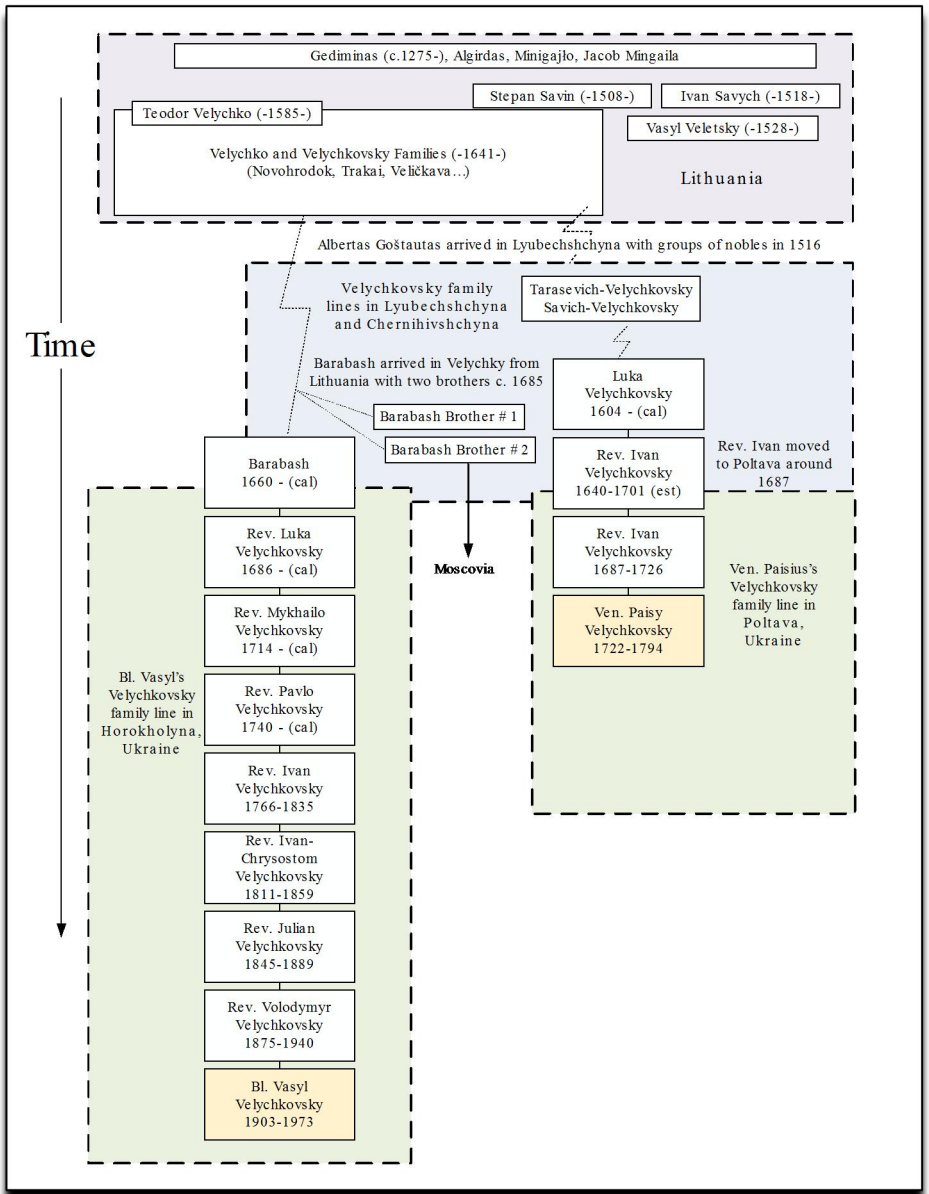 Gediminas (c.1275-), Algirdas, Minigajło, Jacob Mingaila
Stepan Savin (-1508-)
Ivan Savych (-1518-)
Teodor Velychko (-1585-)
Vasyl Veletsky (-1528-)
Velychko and Velychkovsky Families (-1641-)
(Novohrodok, Trakai, Veličkava…)
Lithuania
Albertas Goštautas arrived in Lyubechshchyna with groups of nobles in 1516
Time
Velychkovsky family
lines in Lyubechshchyna
and Chernihivshchyna
Tarasevich-Velychkovsky
Savich-Velychkovsky
Barabash arrived in Velychky from
Lithuania with two brothers c. 1685
Barabash Brother # 1
Barabash Brother # 2
Moscovia
Luka
Velychkovsky
1604 - (cal)
Rev. Ivan
Velychkovsky
1640-1701 (est)
Rev. Ivan moved
to Poltava around
1687
Rev. Ivan
Velychkovsky
1687-1726
Ven. Paisy
Velychkovsky
1722-1794
Ven. Paisius's
Velychkovsky
family line in
Poltava,
Ukraine
Barabash
1660 - (cal)
Rev. Luka
Velychkovsky
1686 - (cal)
Rev. Mykhailo
Velychkovsky
1714 - (cal)
Rev. Pavlo
Velychkovsky
1740 - (cal)
Bl. Vasyl's
Velychkovsky
family line in
Horokholyna,
Ukraine
Rev. Ivan
Velychkovsky
1766-1835
Rev. Ivan-
Chrysostom
Velychkovsky
1811-1859
Rev. Julian
Velychkovsky
1845-1889
Rev. Volodymyr
Velychkovsky
1875-1940
Bl. Vasyl
Velychkovsky
1903-1973